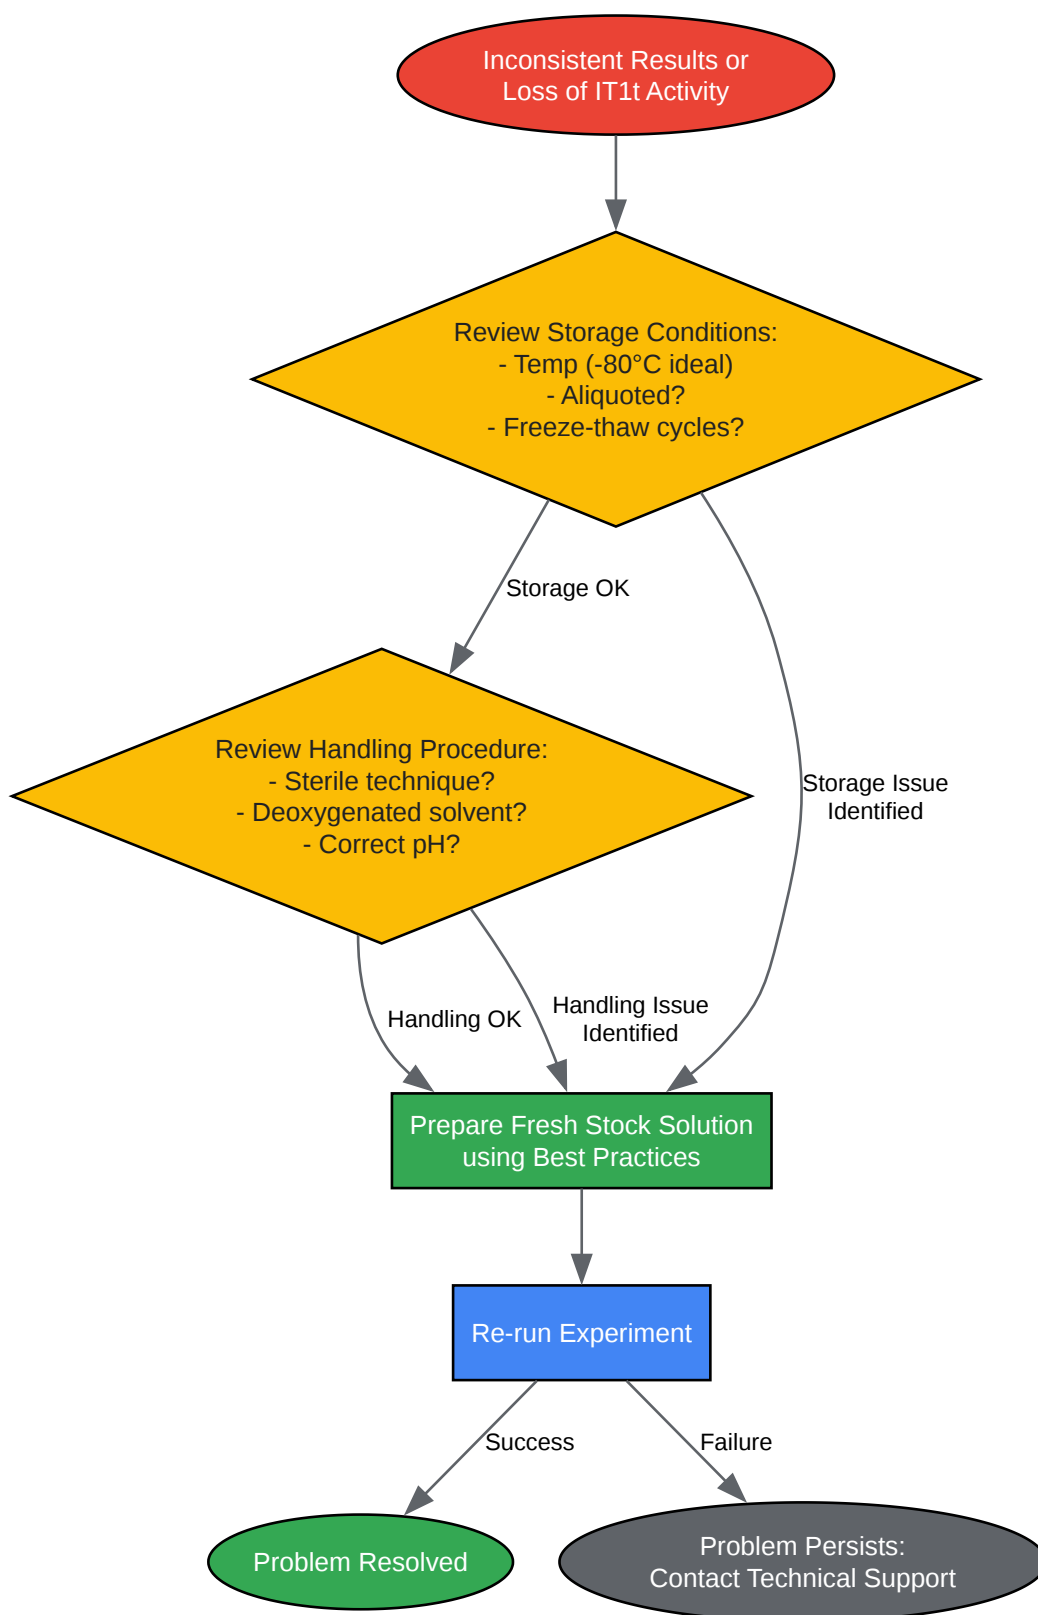 Inconsistent Results or
Loss of IT1t Activity
Review Storage Conditions:
- Temp (-80°C ideal)
- Aliquoted?
- Freeze-thaw cycles?
Storage OK
Review Handling Procedure:
- Sterile technique?
- Deoxygenated solvent?
- Correct pH?
Storage Issue
Identified
Handling OK
Handling Issue
Identified
Prepare Fresh Stock Solution
using Best Practices
Re-run Experiment
Success
Failure
Problem Resolved
Problem Persists:
Contact Technical Support